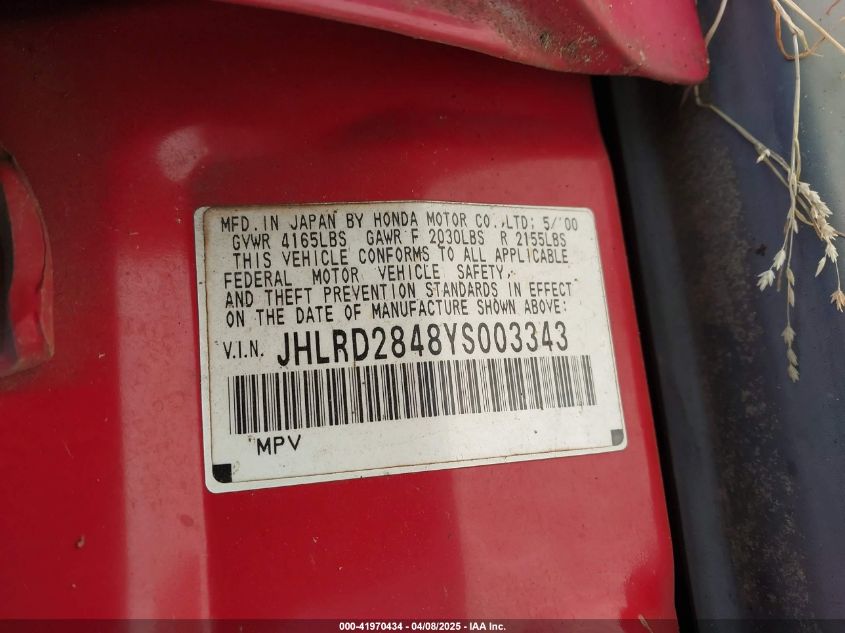 MFD. IN JAPAN BY HONDA MOTOR CO.,LTD; 5/'00
GVWR 4165LBS GAWR F 2030LBS R 2155LBS
THIS VEHICLE CONFORMS TO ALL APPLICABLE
FEDERAL MOTOR VEHICLE SAFETY,
AND THEFT PREVENTION STANDARDS IN EFFECT
ON THE DATE OF MANUFACTURE SHOWN ABOVE:
V.I.N. JHLRD2848YS003343
MPV
000-41970434 - 04/08/2025 - IAA Inc.